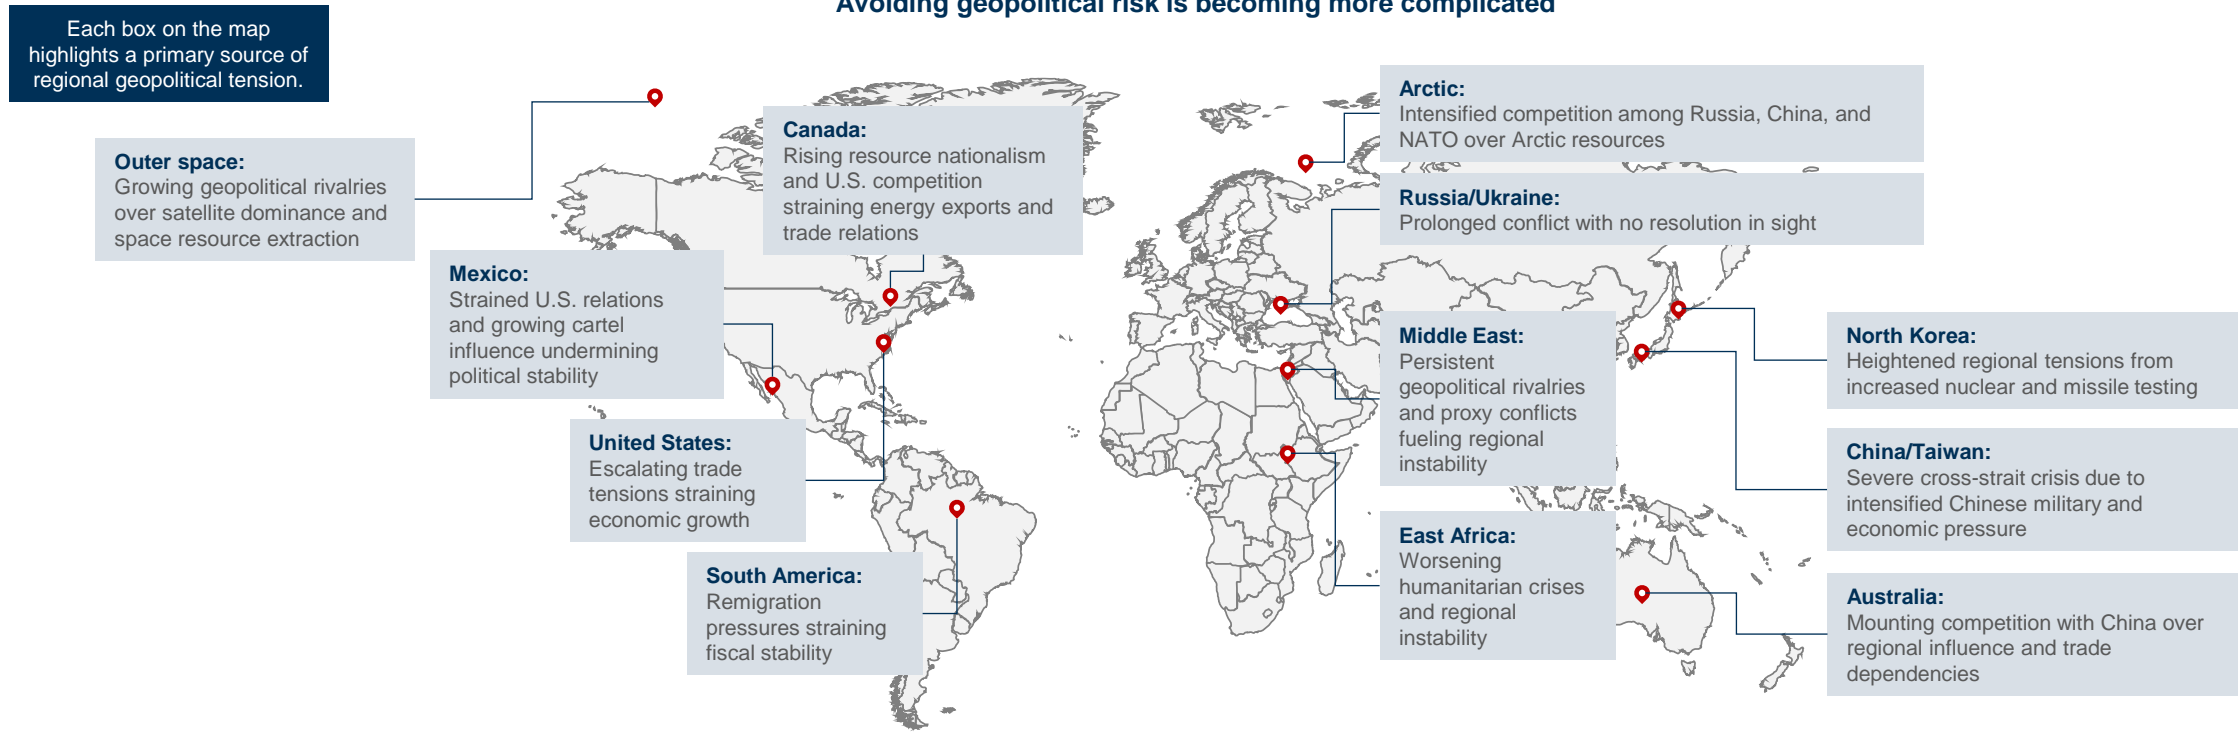 Avoiding geopolitical risk is becoming more complicated
Each box on the map
highlights a primary source of
regional geopolitical tension.
Outer space:
Growing geopolitical rivalries
over satellite dominance and
space resource extraction
Canada:
Rising resource nationalism
and U.S. competition
straining energy exports and
trade relations
Arctic:
Intensified competition among Russia, China, and
NATO over Arctic resources
Russia/Ukraine:
Prolonged conflict with no resolution in sight
Mexico:
Strained U.S. relations
and growing cartel
influence undermining
political stability
Middle East:
Persistent
geopolitical rivalries
and proxy conflicts
fueling regional
instability
North Korea:
Heightened regional tensions from
increased nuclear and missile testing
United States:
Escalating trade
tensions straining
economic growth
China/Taiwan:
Severe cross-strait crisis due to
intensified Chinese military and
economic pressure
South America:
Remigration
pressures straining
fiscal stability
East Africa:
Worsening
humanitarian crises
and regional
instability
Australia:
Mounting competition with China over
regional influence and trade
dependencies